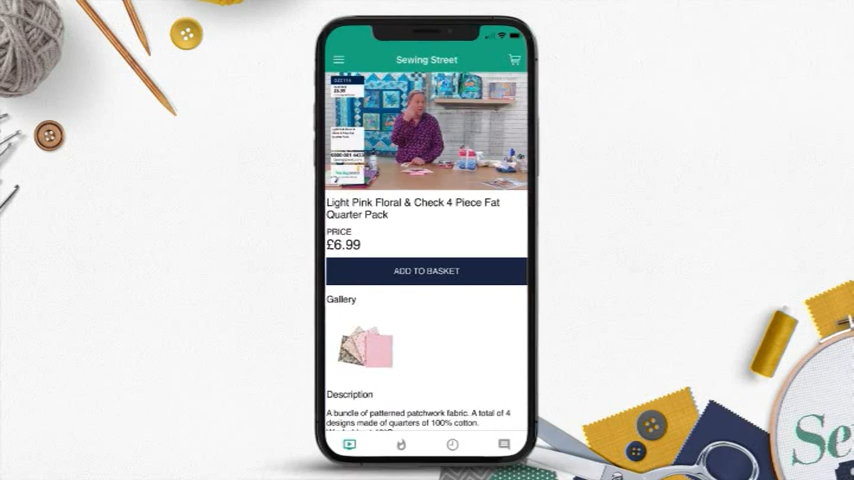 Sewing Street
Light Pink Floral & Check 4 Piece Fat
Quarter Pack
PRICE
£6.99
ADD TO BASKET
Gallery
Description
A bundle of patterned patchwork fabric. A total of 4
designs made of quarters of 100% cotton.
Se